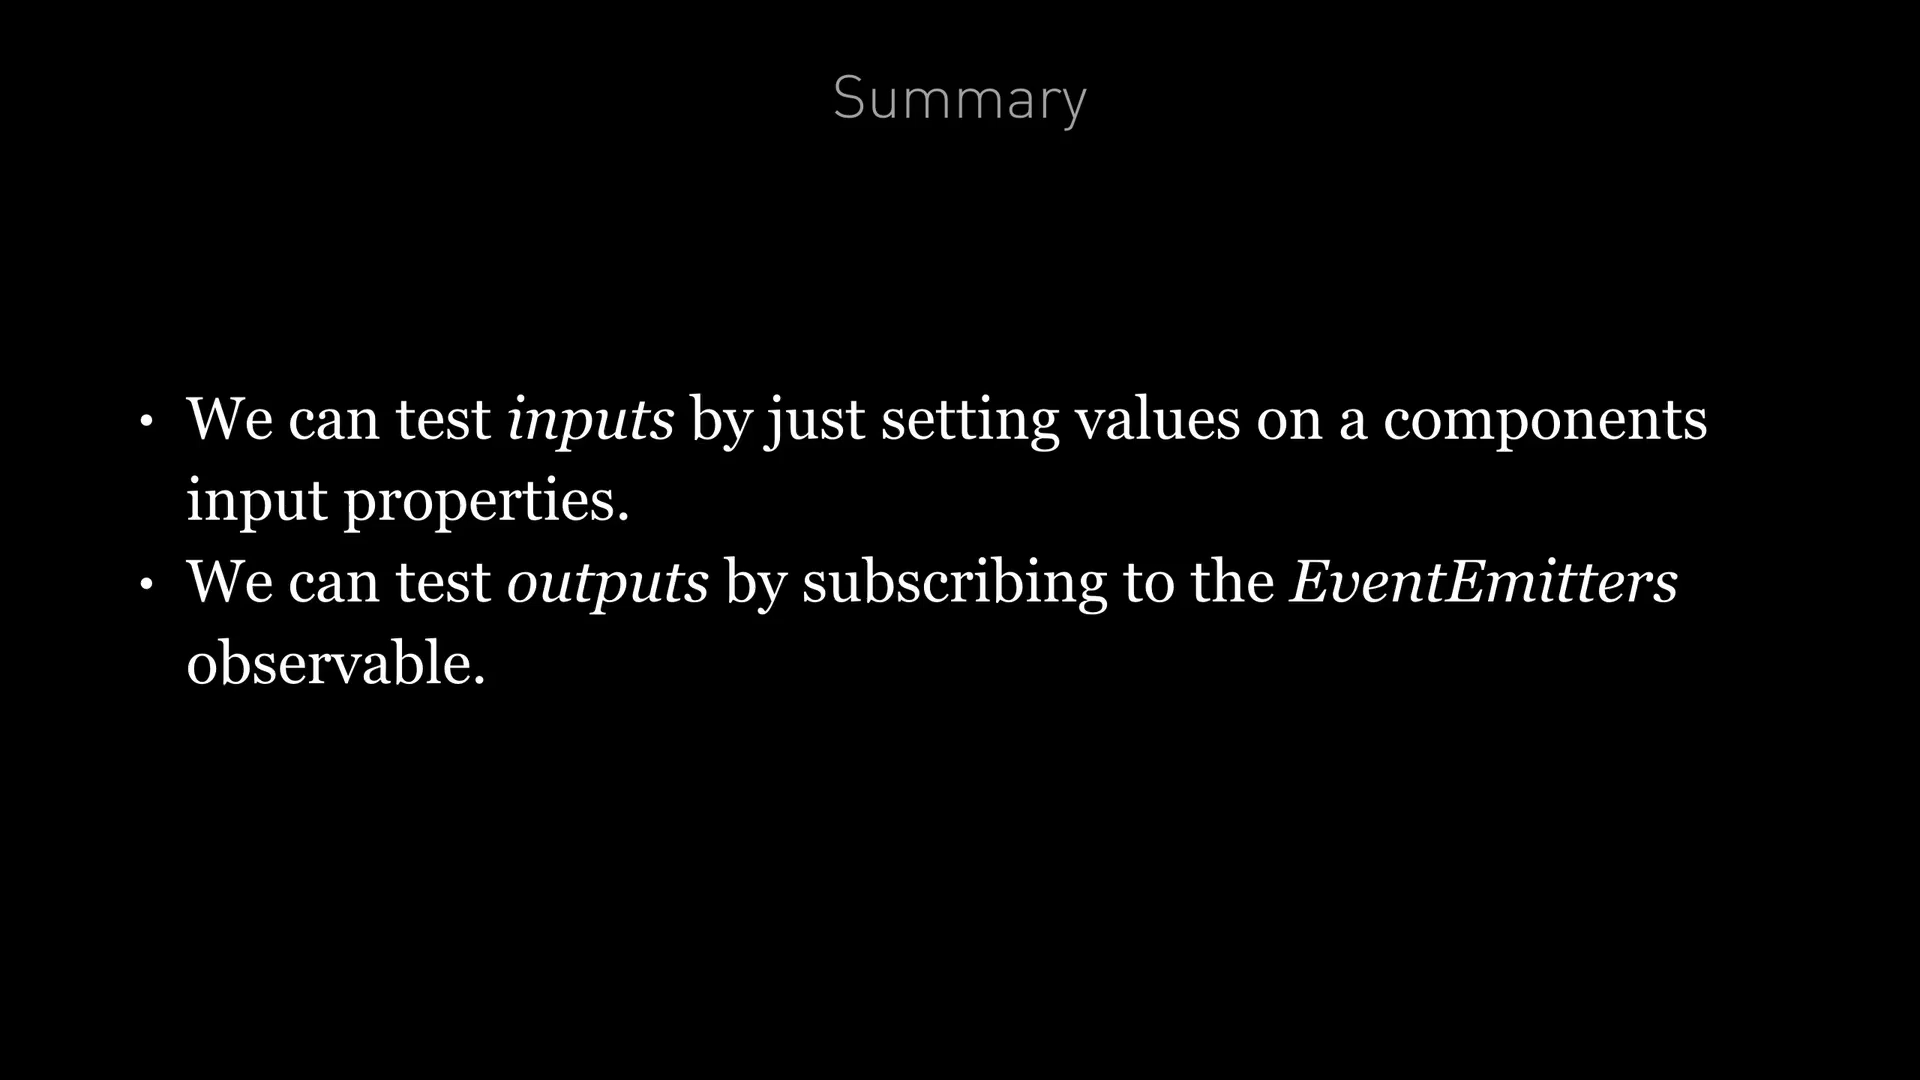 Summary
• We can test inputs by just setting values on a components
input properties.
• We can test outputs by subscribing to the EventEmitters
observable.